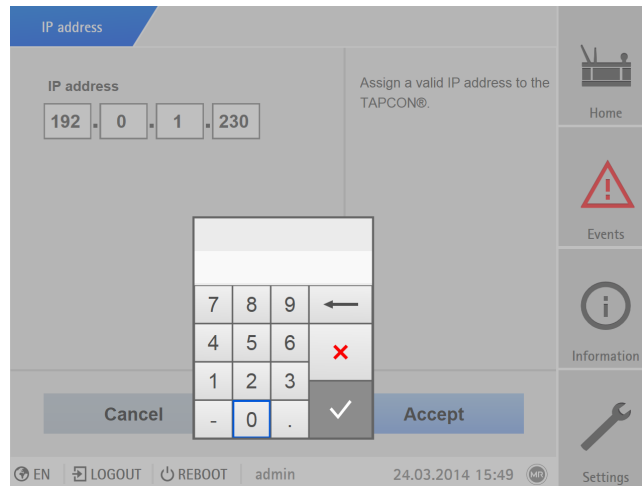 IP address
IP address
192 . 0 . 1 . 230
Assign a valid IP address to the
TAPCON®.
Home
Events
Information
Settings
7 8 9
4 5 6
1 2 3
- 0 .
Cancel
Accept
EN LOGOUT REBOOT admin 24.03.2014 15:49 MR